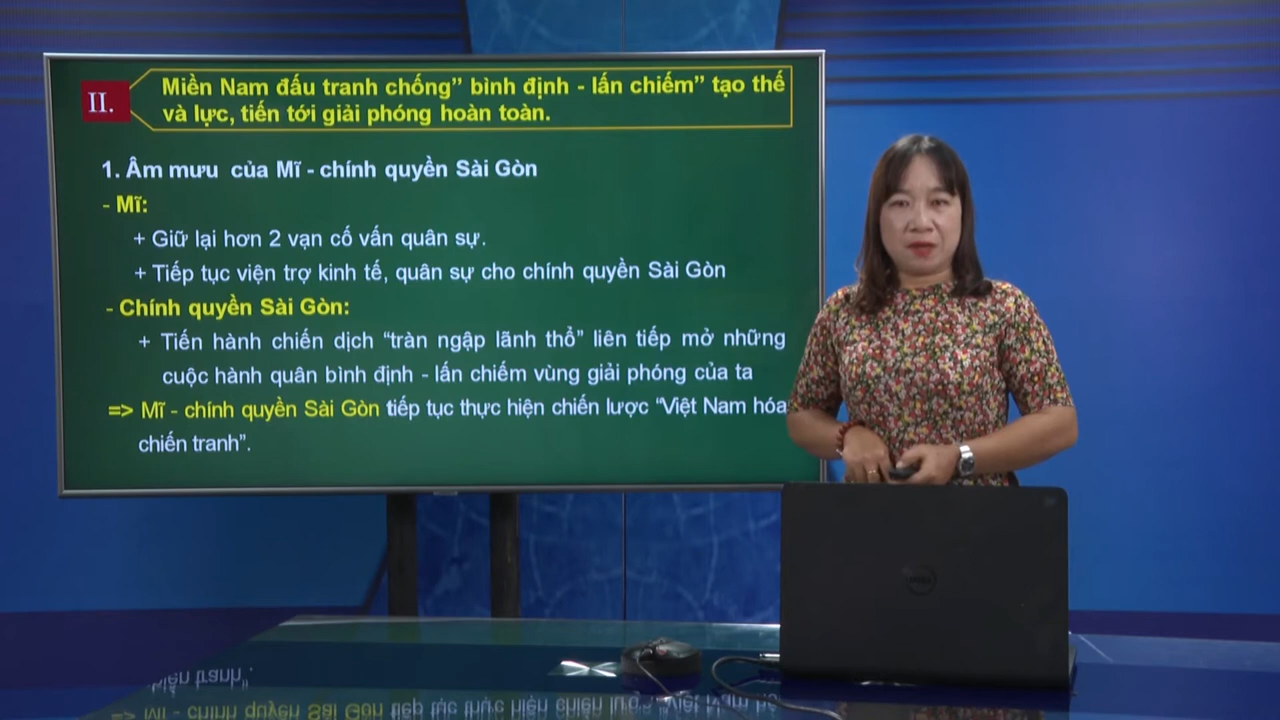 II.
Miền Nam đấu tranh chống” bình định - lấn chiếm” tạo thế
và lực, tiến tới giải phóng hoàn toàn.
1. Âm mưu của Mĩ - chính quyền Sài Gòn
- Mĩ:
+ Giữ lại hơn 2 vạn cố vấn quân sự.
+ Tiếp tục viện trợ kinh tế, quân sự cho chính quyền Sài Gòn
- Chính quyền Sài Gòn:
+ Tiến hành chiến dịch “tràn ngập lãnh thổ” liên tiếp mở những
cuộc hành quân bình định - lấn chiếm vùng giải phóng của ta
=> Mĩ - chính quyền Sài Gòn tiếp tục thực hiện chiến lược “Việt Nam hóa
chiến tranh”.
DELL